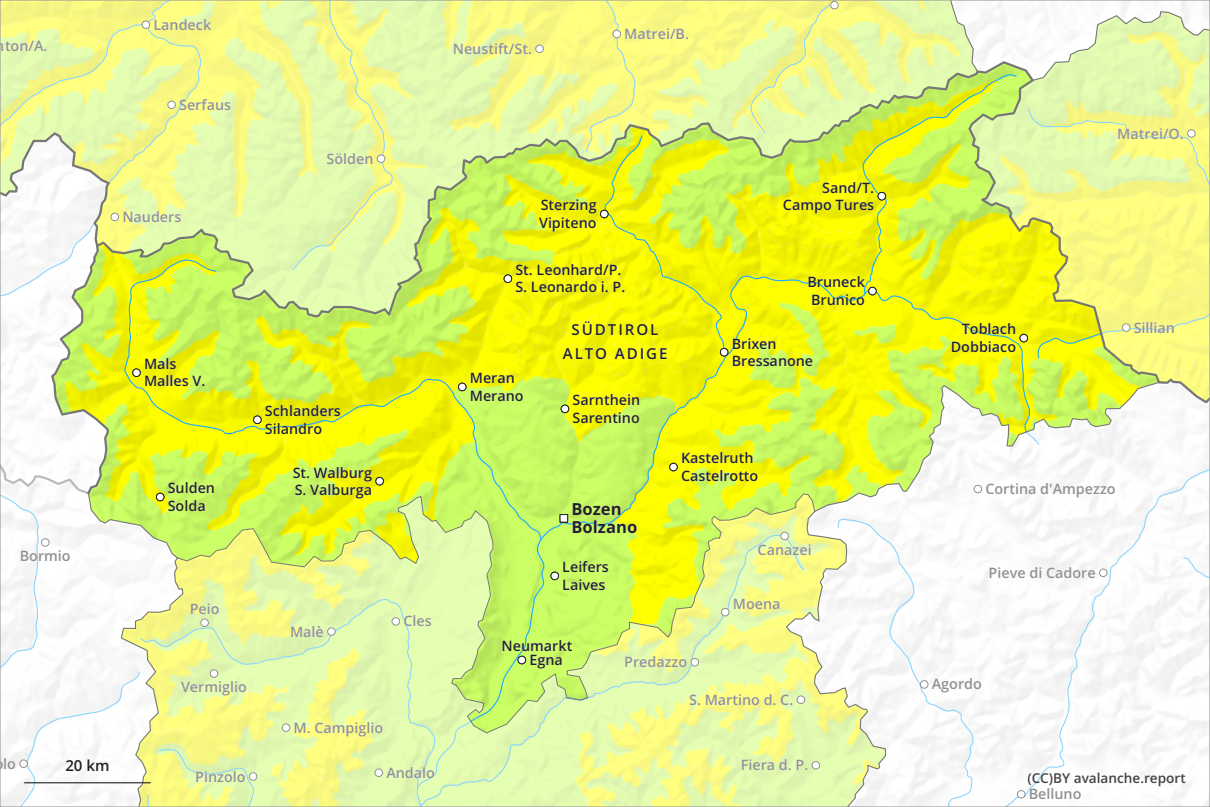 Landeck
nton/A.
Neustift/St.
Matrei/B.
Serfaus
Matrei/O.
Sölden
Sand/T.
Campo Tures
Nauders
Sterzing
Vipiteno
St. Leonhard/P.
S. Leonardo i. P.
Bruneck
Brunico
SÜDTIROL
ALTO ADIGE
Toblach
Dobbiaco
Sillian
Brixen
Bressanone
Mals
Malles V.
Meran
Merano
Schlanders
Silandro
Sarnthein
Sarentino
Kastelruth
Castelrotto
St. Walburg
S. Valburga
Sulden
Solda
Cortina d'Ampezzo
Bozen
Bolzano
Bormio
Canazei
Leifers
Laives
Pieve di Cadore
Peio
Moena
Malè
Cles
Neumarkt
Egna
Predazzo
Vermiglio
Agordo
S. Martino d. C.
M. Campiglio
olo
20 km
Pinzolo
Andalo
Fiera d. P.
(CC)BY avalanche.report
Belluno